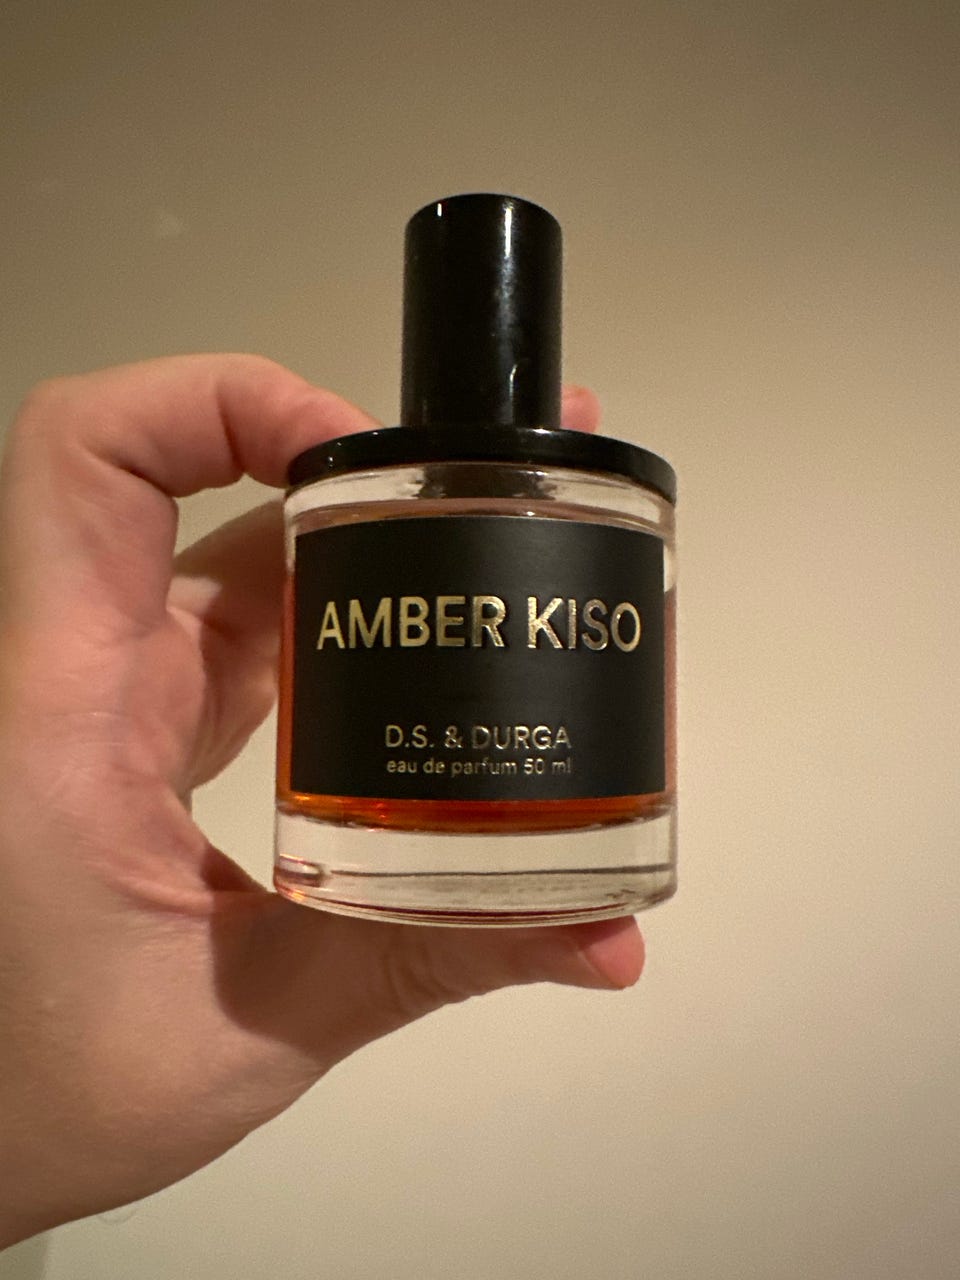 AMBER KISO
D.S. & DURGA
eau de parfum 50 ml